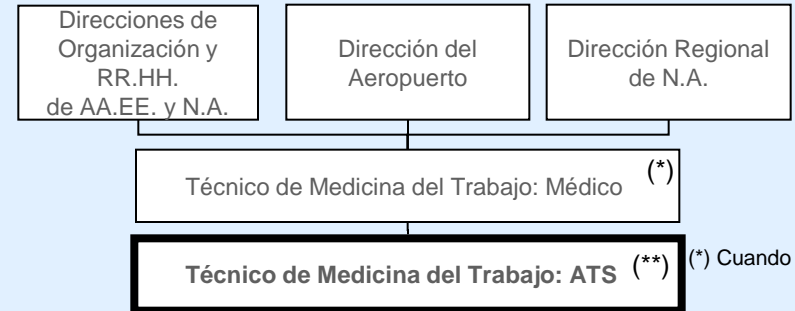 Direcciones de
Organización y
RR.HH.
de AA.EE. y N.A.
Dirección del
Aeropuerto
Dirección Regional
de N.A.
Técnico de Medicina del Trabajo: Médico (*)
Técnico de Medicina del Trabajo: ATS (**)
(*) Cuando